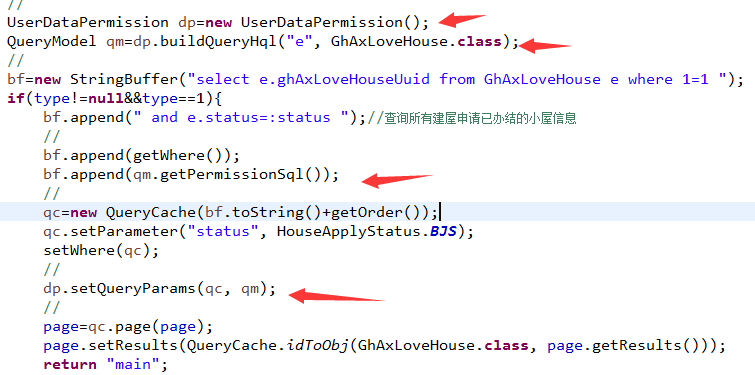 //
UserDataPermission dp=new UserDataPermission();
QueryModel qm=dp.buildQueryHql("e", GhAxLoveHouse.class);
//
bf=new StringBuffer("select e.ghAxLoveHouseUuid from GhAxLoveHouse e where 1=1 ");
if(type!=null&&type==1){
bf.append(" and e.status=:status ");//查询所有建屋申请已办结的小屋信息
//
bf.append(getWhere());
bf.append(qm.getPermissionSql());
//
qc=new QueryCache(bf.toString()+getOrder());
qc.setParameter("status", HouseApplyStatus.BJS);
setWhere(qc);
//
dp.setQueryParams(qc, qm);
//
page=qc.page(page);
page.setResults(QueryCache.idToObj(GhAxLoveHouse.class, page.getResults()));
return "main";